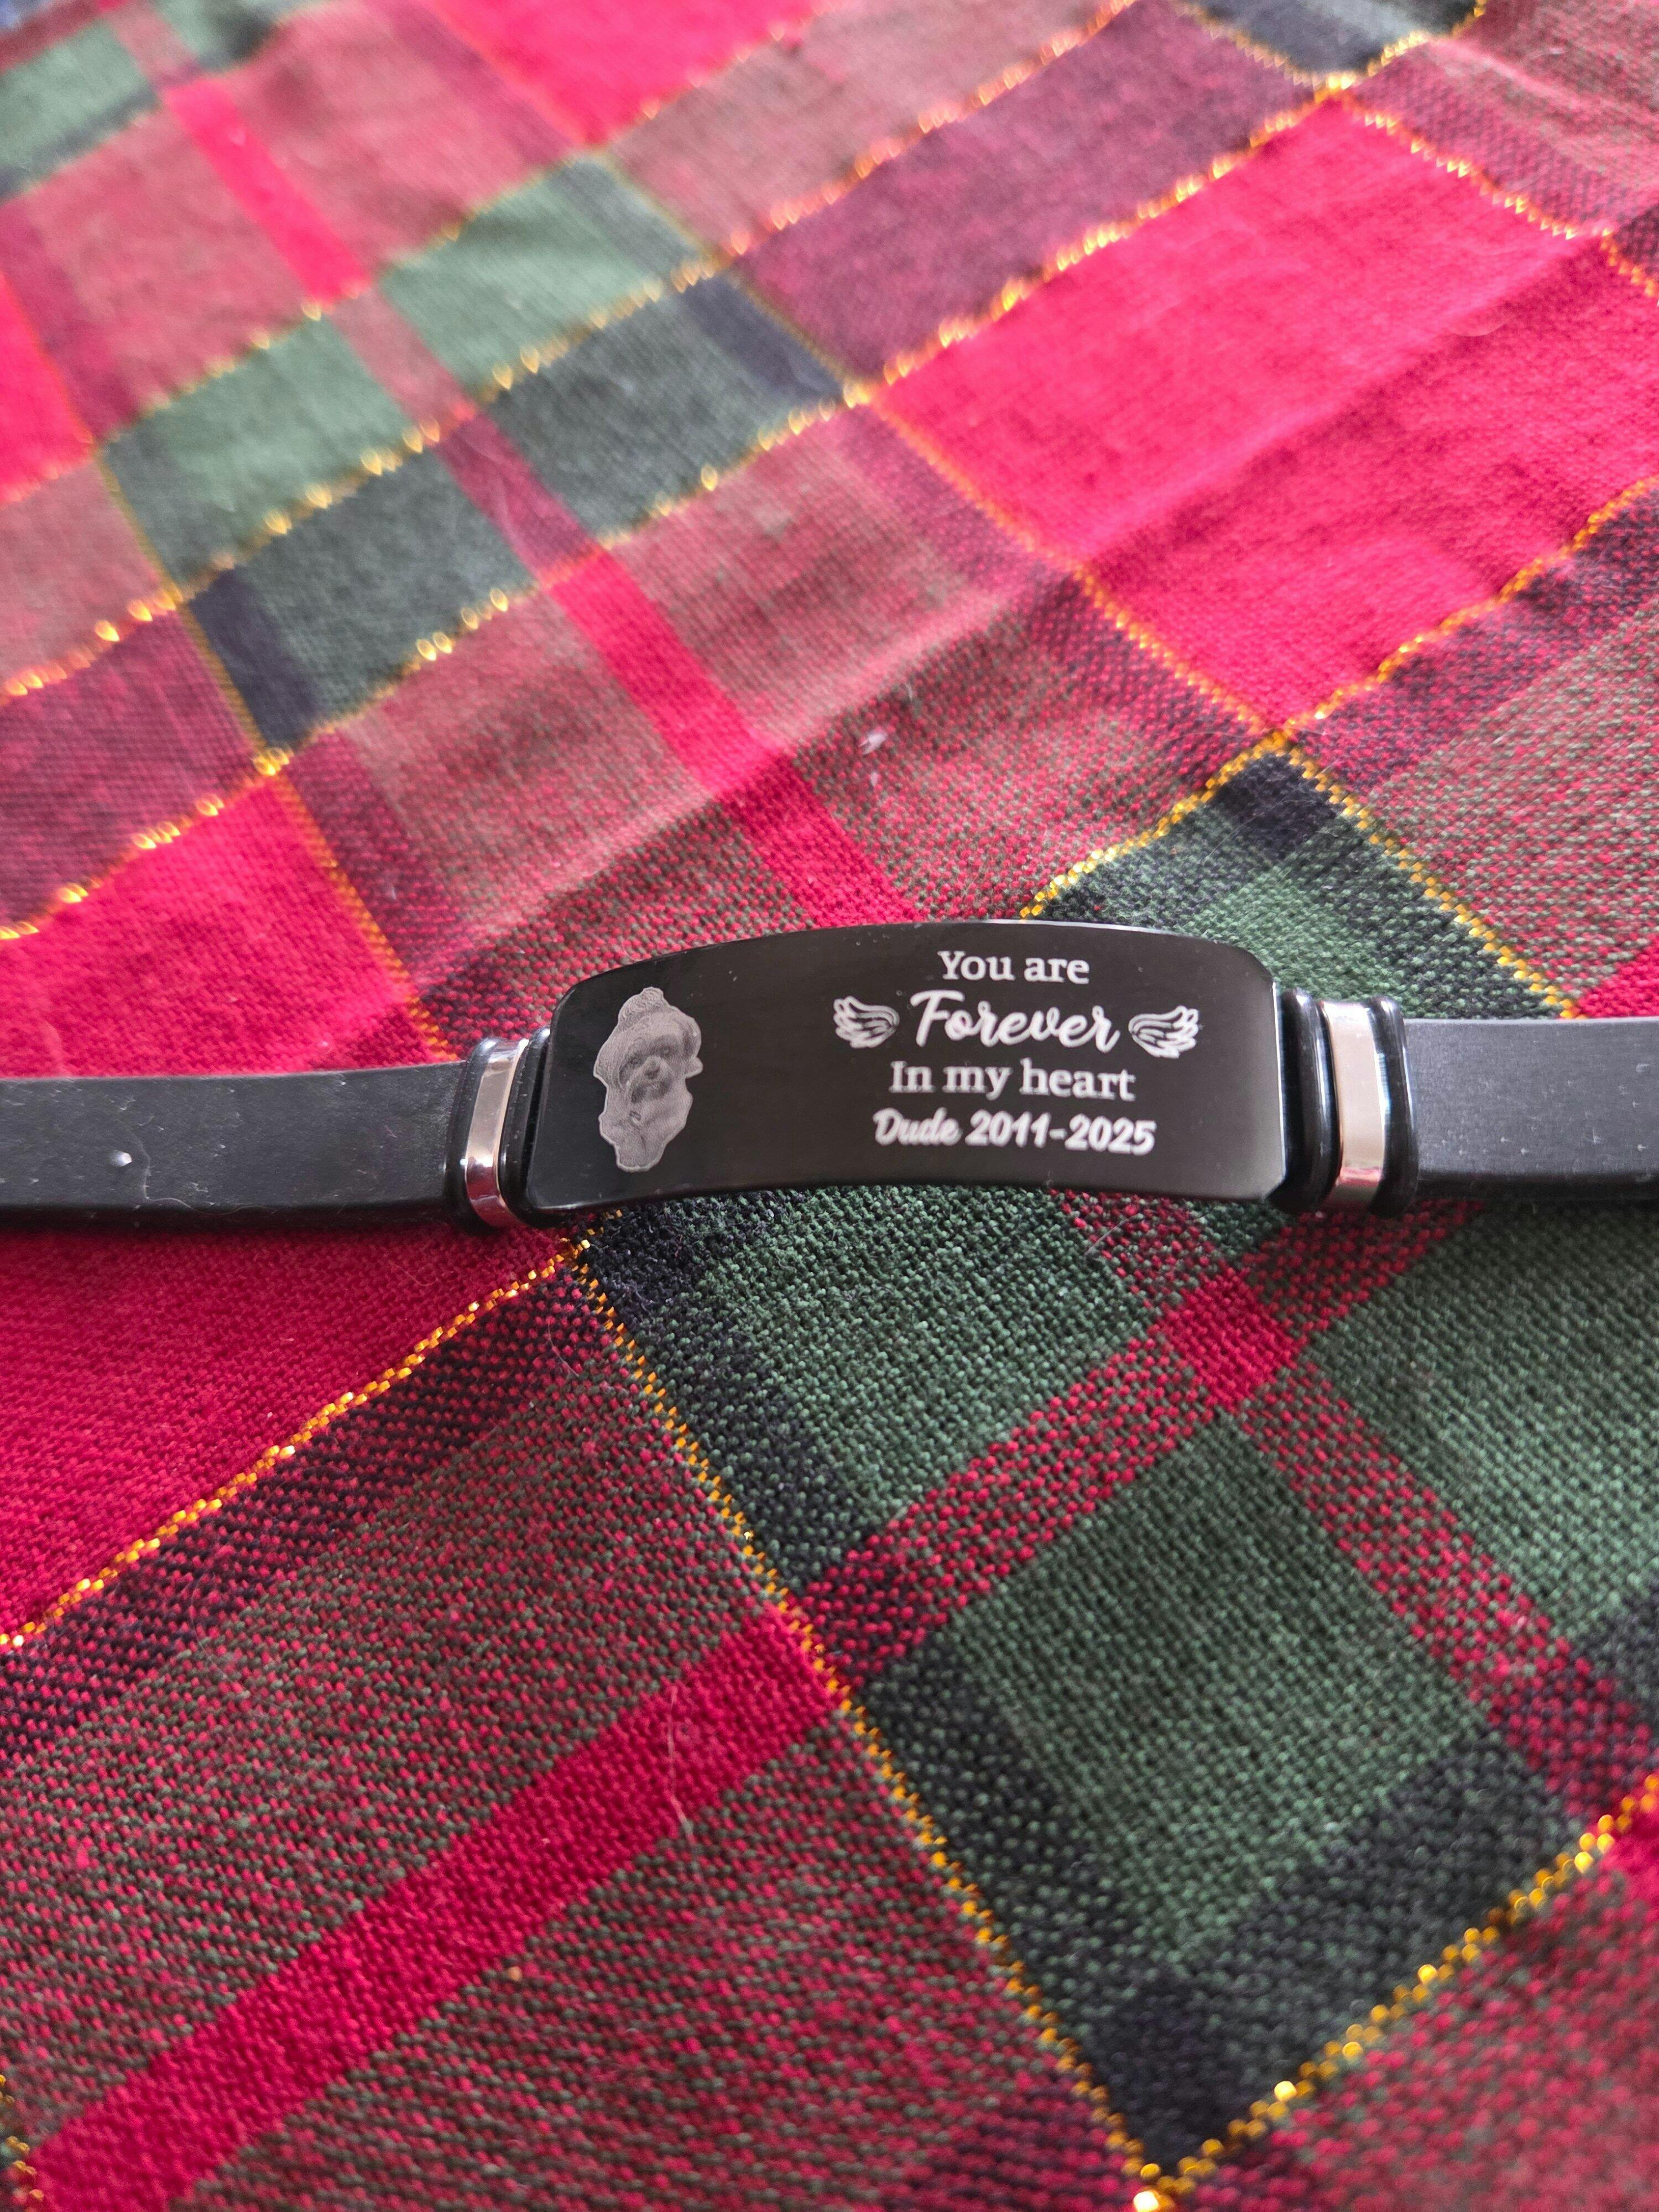 You are
Forever
In my heart
Dude 2011-2025